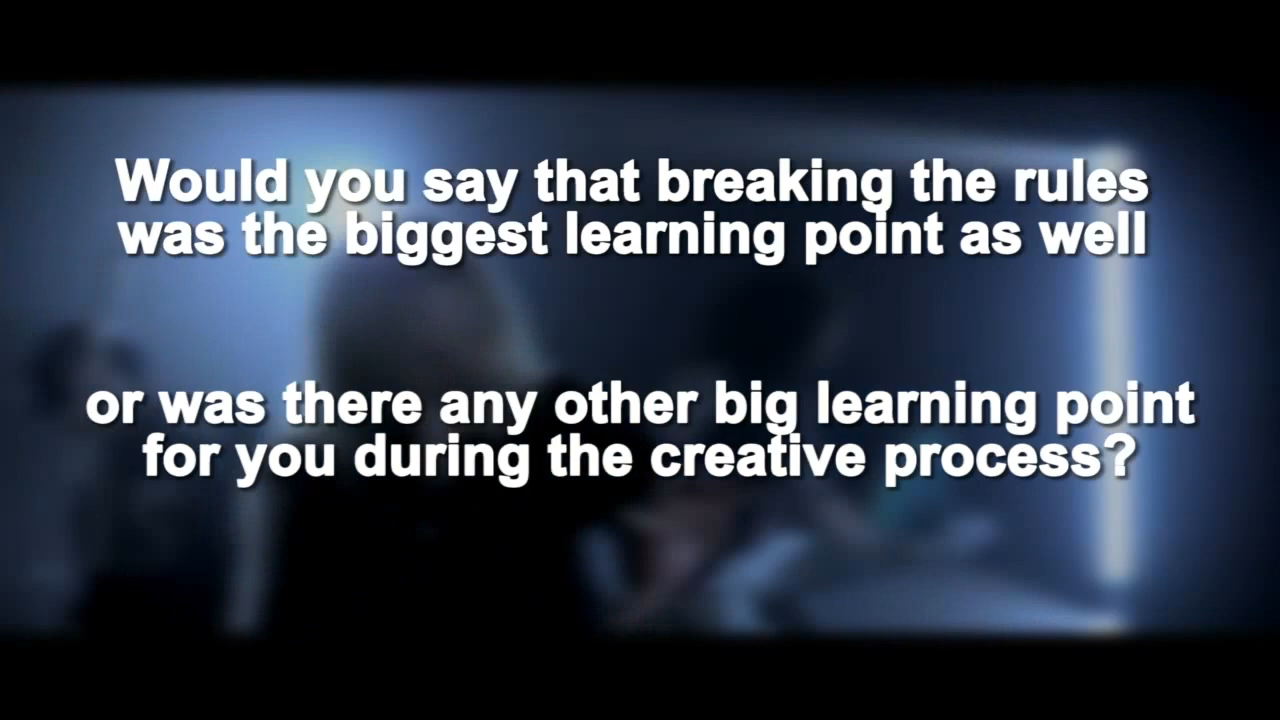 Would you say that breaking the rules
was the biggest learning point as well
or was there any other big learning point
for you during the creative process?